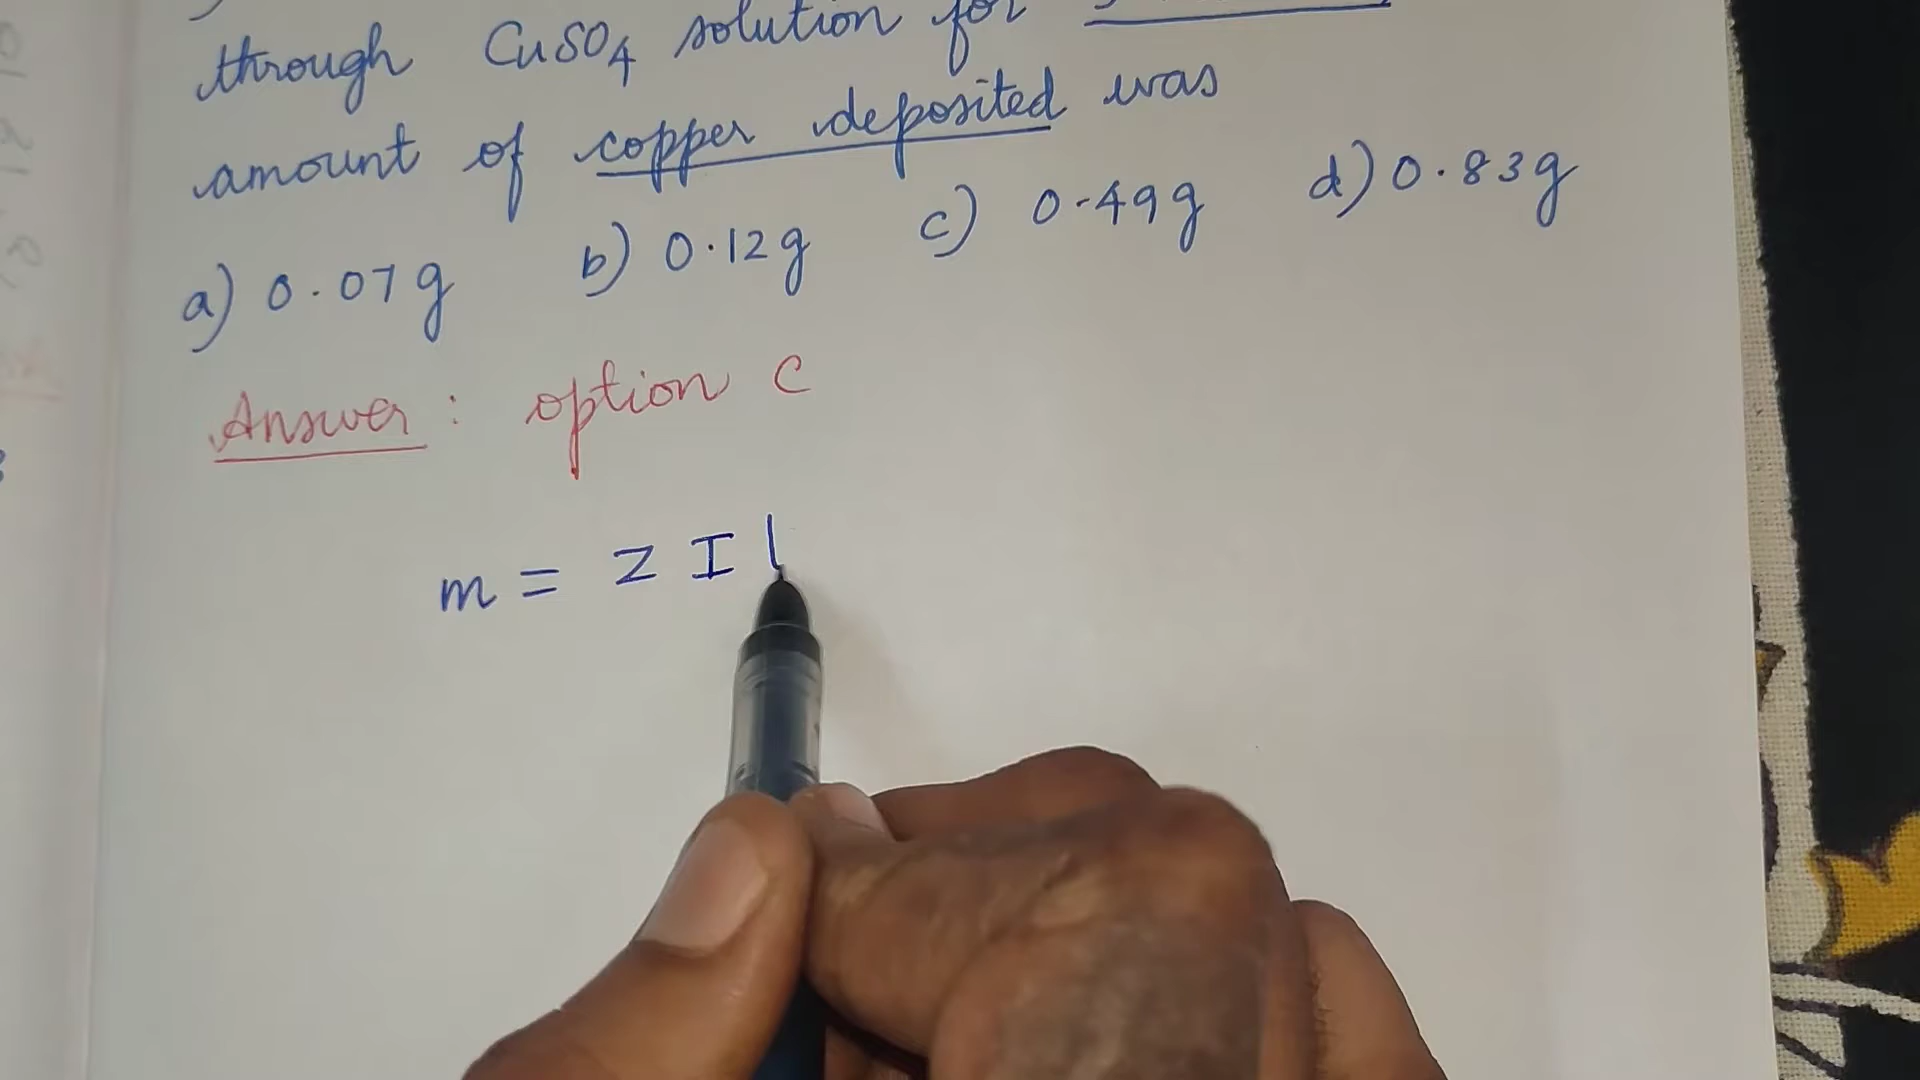 through CuSO4 solution for
amount of copper deposited was
a) 0.07g b) 0.12g c) 0.49g d) 0.83g
Answer: option C
m = Z I